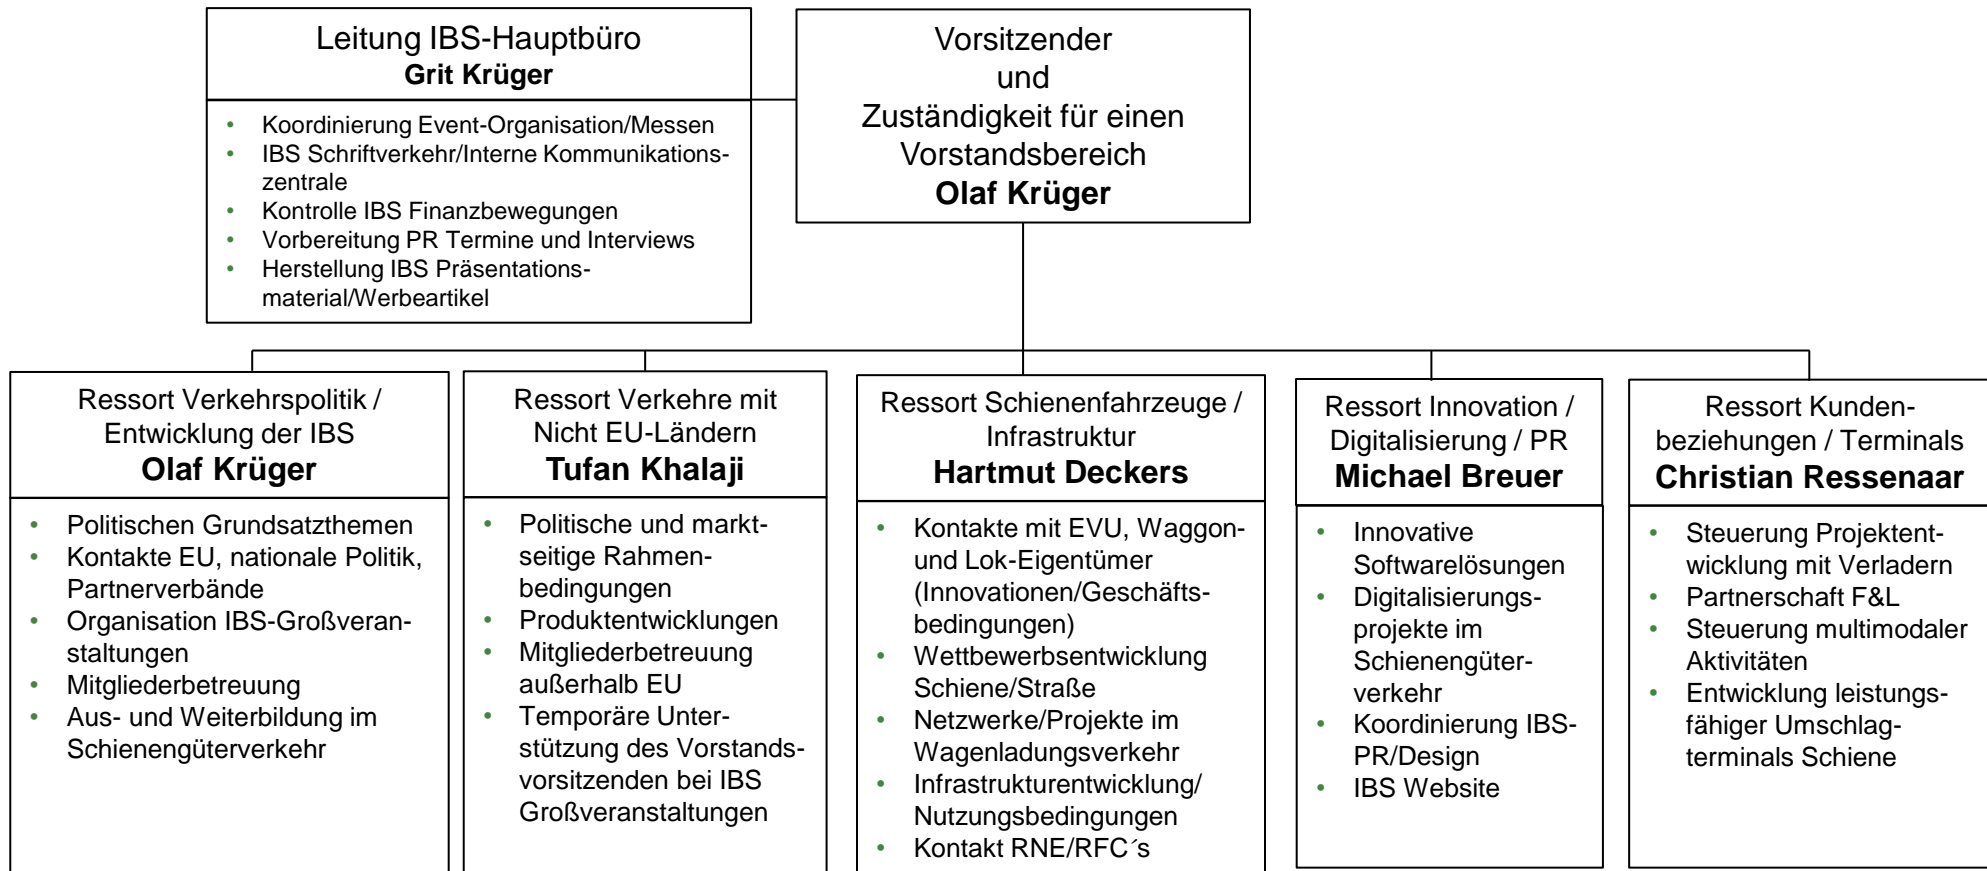 Leitung IBS-Hauptbüro
Grit Krüger
• Koordinierung Event-Organisation/Messen
• IBS Schriftverkehr/Interne Kommunikations-
zentrale
• Kontrolle IBS Finanzbewegungen
• Vorbereitung PR Termine und Interviews
• Herstellung IBS Präsentations-
material/Werbeartikel
Vorsitzender
und
Zuständigkeit für einen
Vorstandsbereich
Olaf Krüger
Ressort Verkehrspolitik /
Entwicklung der IBS
Olaf Krüger
• Politischen Grundsatzthemen
• Kontakte EU, nationale Politik,
Partnerverbände
• Organisation IBS-Großveran-
staltungen
• Mitgliederbetreuung
• Aus- und Weiterbildung im
Schienengüterverkehr
Ressort Verkehre mit
Nicht EU-Ländern
Tufan Khalaji
• Politische und markt-
seitige Rahmen-
bedingungen
• Produktentwicklungen
• Mitgliederbetreuung
außerhalb EU
• Temporäre Unter-
stützung des Vorstands-
vorsitzenden bei IBS
Großveranstaltungen
Ressort Schienenfahrzeuge /
Infrastruktur
Hartmut Deckers
• Kontakte mit EVU, Waggon-
und Lok-Eigentümer
(Innovationen/Geschäfts-
bedingungen)
• Wettbewerbsentwicklung
Schiene/Straße
• Netzwerke/Projekte im
Wagenladungsverkehr
• Infrastrukturentwicklung/
Nutzungsbedingungen
• Kontakt RNE/RFC´s
Ressort Innovation /
Digitalisierung / PR
Michael Breuer
• Innovative
Softwarelösungen
• Digitalisierungs-
projekte im
Schienengüter-
verkehr
• Koordinierung IBS-
PR/Design
• IBS Website
Ressort Kunden-
beziehungen / Terminals
Christian Ressenaar
• Steuerung Projektent-
wicklung mit Verladern
• Partnerschaft F&L
• Steuerung multimodaler
Aktivitäten
• Entwicklung leistungs-
fähiger Umschlag-
terminals Schiene